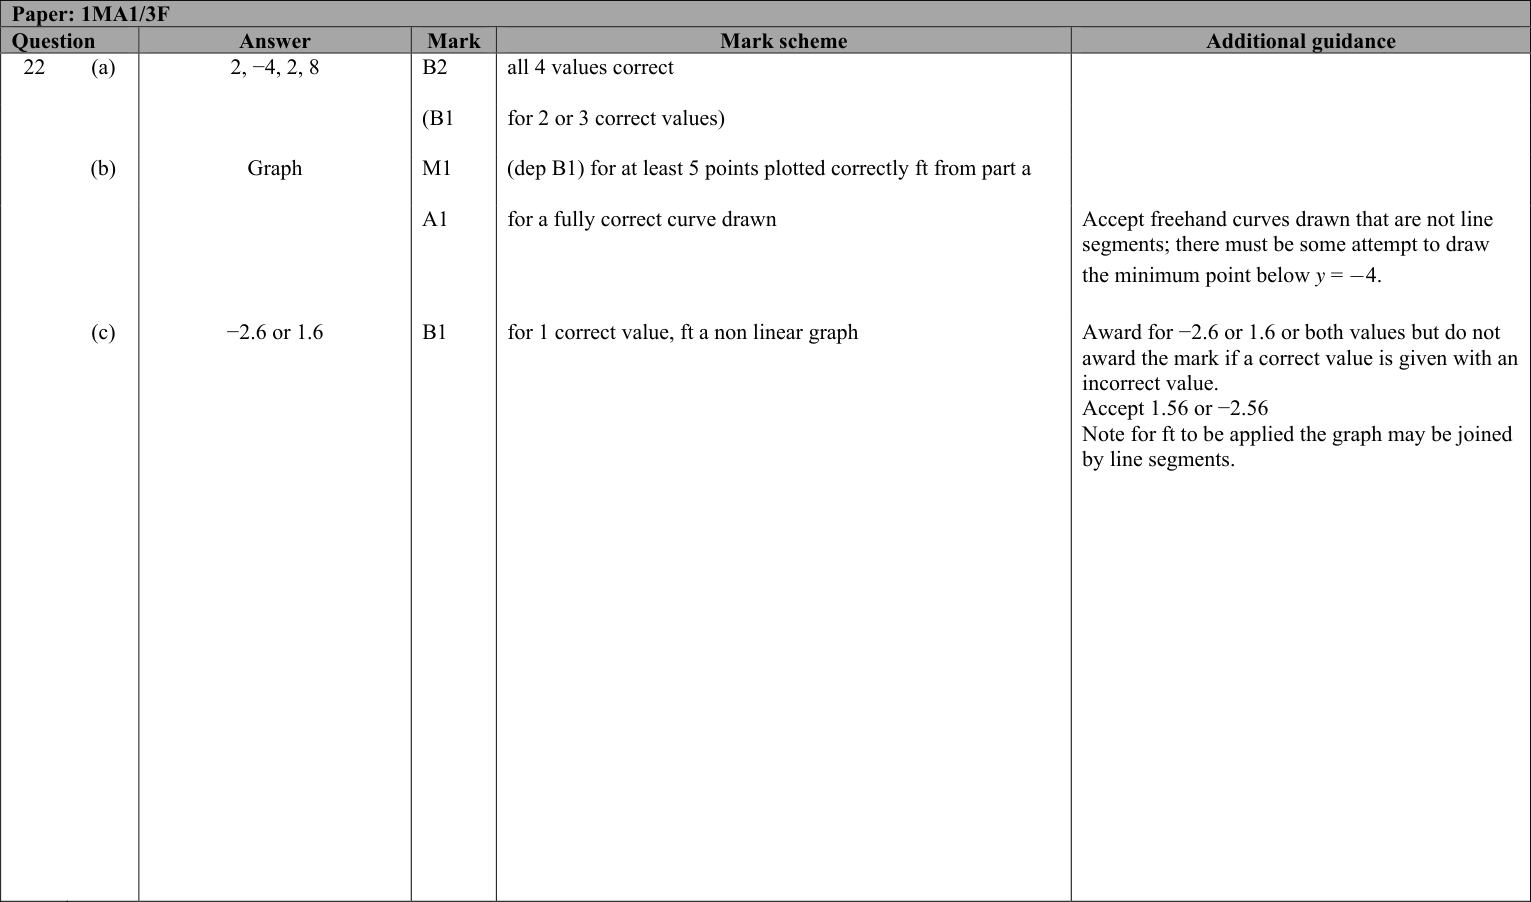 Paper: 1MA1/3F
Question Answer Mark Mark scheme Additional guidance
22 (a) 2, −4, 2, 8 B2 all 4 values correct
(B1 for 2 or 3 correct values)
(b) Graph M1 (dep B1) for at least 5 points plotted correctly ft from part a
A1 for a fully correct curve drawn Accept freehand curves drawn that are not line
segments; there must be some attempt to draw
the minimum point below y = −4.
(c) −2.6 or 1.6 B1 for 1 correct value, ft a non linear graph Award for −2.6 or 1.6 or both values but do not
award the mark if a correct value is given with an
incorrect value.
Accept 1.56 or −2.56
Note for ft to be applied the graph may be joined
by line segments.